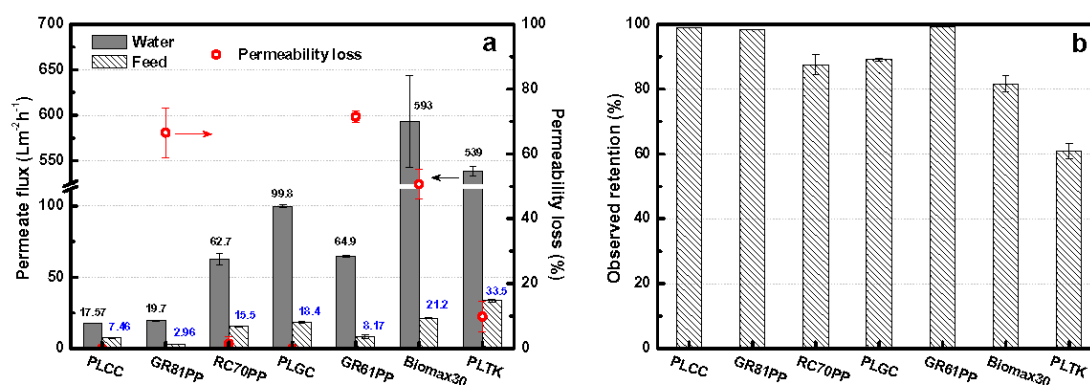 a
Water
Feed
Permeability loss
Permeate flux (Lm⁻²h⁻¹)
700
650
600
550
100
50
0
17.57
7.46
19.7
2.96
62.7
15.5
99.8
18.4
64.9
8.17
593
21.2
539
33.5
100
80
60
40
20
0
Permeability loss (%)
PLCC
GR81PP
RC70PP
PLGC
GR61PP
Biomax30
PLTK
b
Observed retention (%)
100
80
60
40
20
0
PLCC
GR81PP
RC70PP
PLGC
GR61PP
Biomax30
PLTK